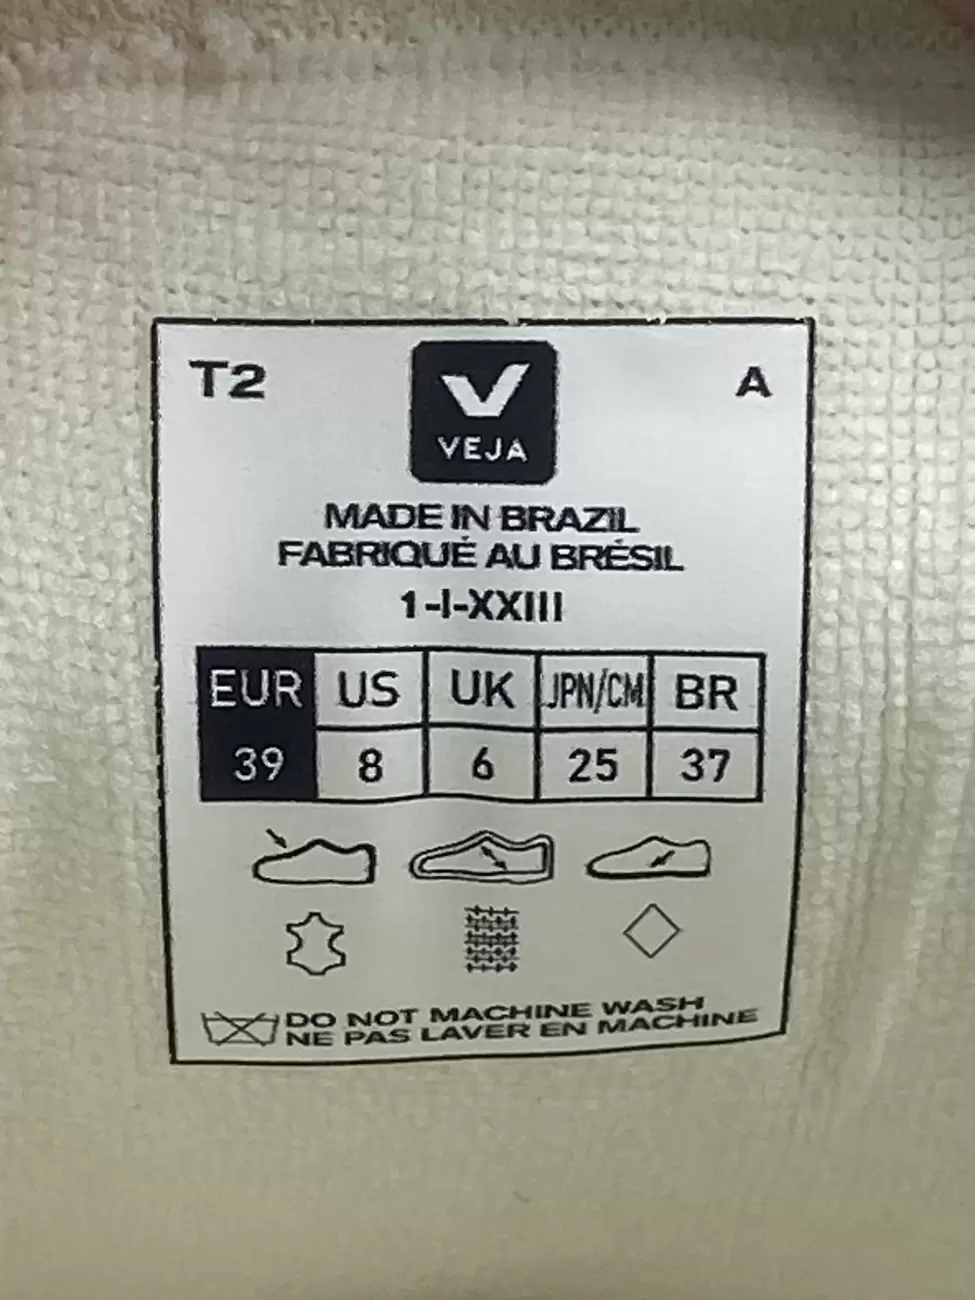 T2 A
VEJA
MADE IN BRAZIL
FABRIQUÉ AU BRÉSIL
1-I-XXIII
EUR US UK JPN/CM BR
39 8 6 25 37
DO NOT MACHINE WASH
NE PAS LAVER EN MACHINE